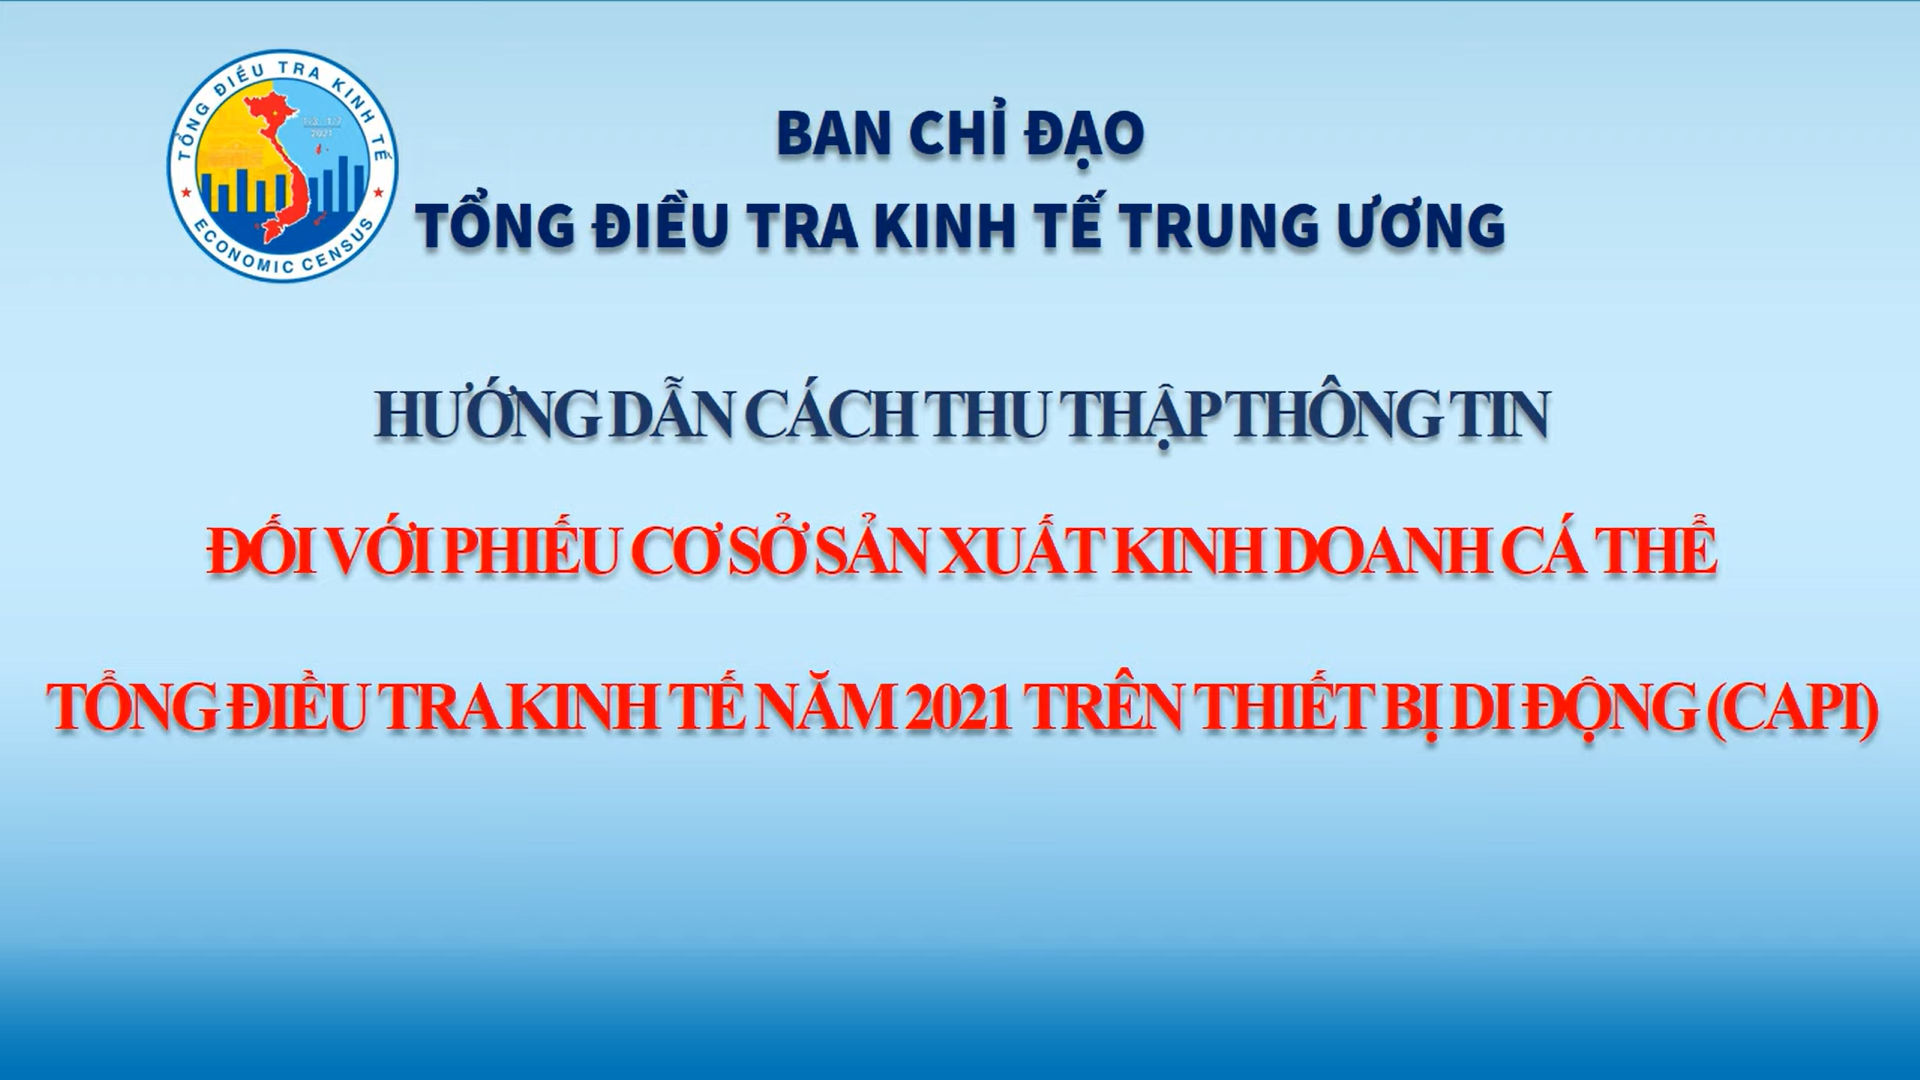 TỔNG ĐIỀU TRA KINH TẾ
2021
ECONOMIC CENSUS
BAN CHỈ ĐẠO
TỔNG ĐIỀU TRA KINH TẾ TRUNG ƯƠNG
HƯỚNG DẪN CÁCH THU THẬP THÔNG TIN
ĐỐI VỚI PHIẾU CƠ SỞ SẢN XUẤT KINH DOANH CÁ THỂ
TỔNG ĐIỀU TRA KINH TẾ NĂM 2021 TRÊN THIẾT BỊ DI ĐỘNG (CAPI)